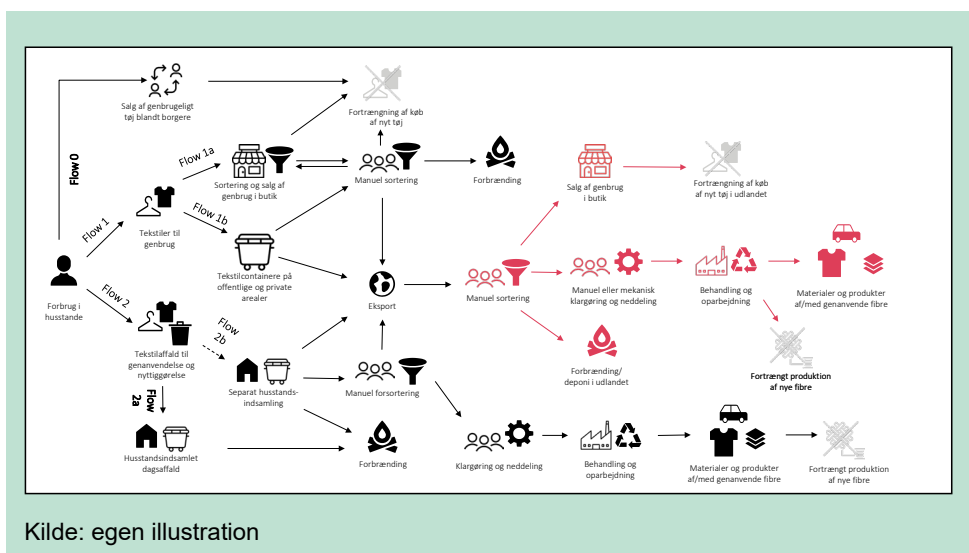 Salg af genbrugeligt
tøj blandt borgere
Fortrængning af køb
af nyt tøj
Flow 0
Flow 1a
Sortering og salg af
genbrug i butik
Manuel sortering
Forbrænding
Salg af genbrug
i butik
Fortrængning af køb
af nyt tøj i udlandet
Flow 1
Tekstiler til
genbrug
Flow 1b
Tekstilcontainere på
offentlige og private
arealer
Eksport
Manuel sortering
Manuel eller mekanisk
klargøring og neddeling
Behandling og
oparbejdning
Materialer og produkter
af/med genanvendte fibre
Forbrug i
husstande
Flow 2
Tekstilaffald til
genanvendelse og
nyttiggørelse
Flow
2b
Separat husstands-
indsamling
Manuel forsortering
Forbrænding/
deponi i udlandet
Fortrængt produktion
af nye fibre
Flow
2a
Husstandsindsamlet
dagsaffald
Forbrænding
Klargøring og neddeling
Behandling og
oparbejdning
Materialer og produkter
af/med genanvendte fibre
Fortrængt produktion
af nye fibre
Kilde: egen illustration